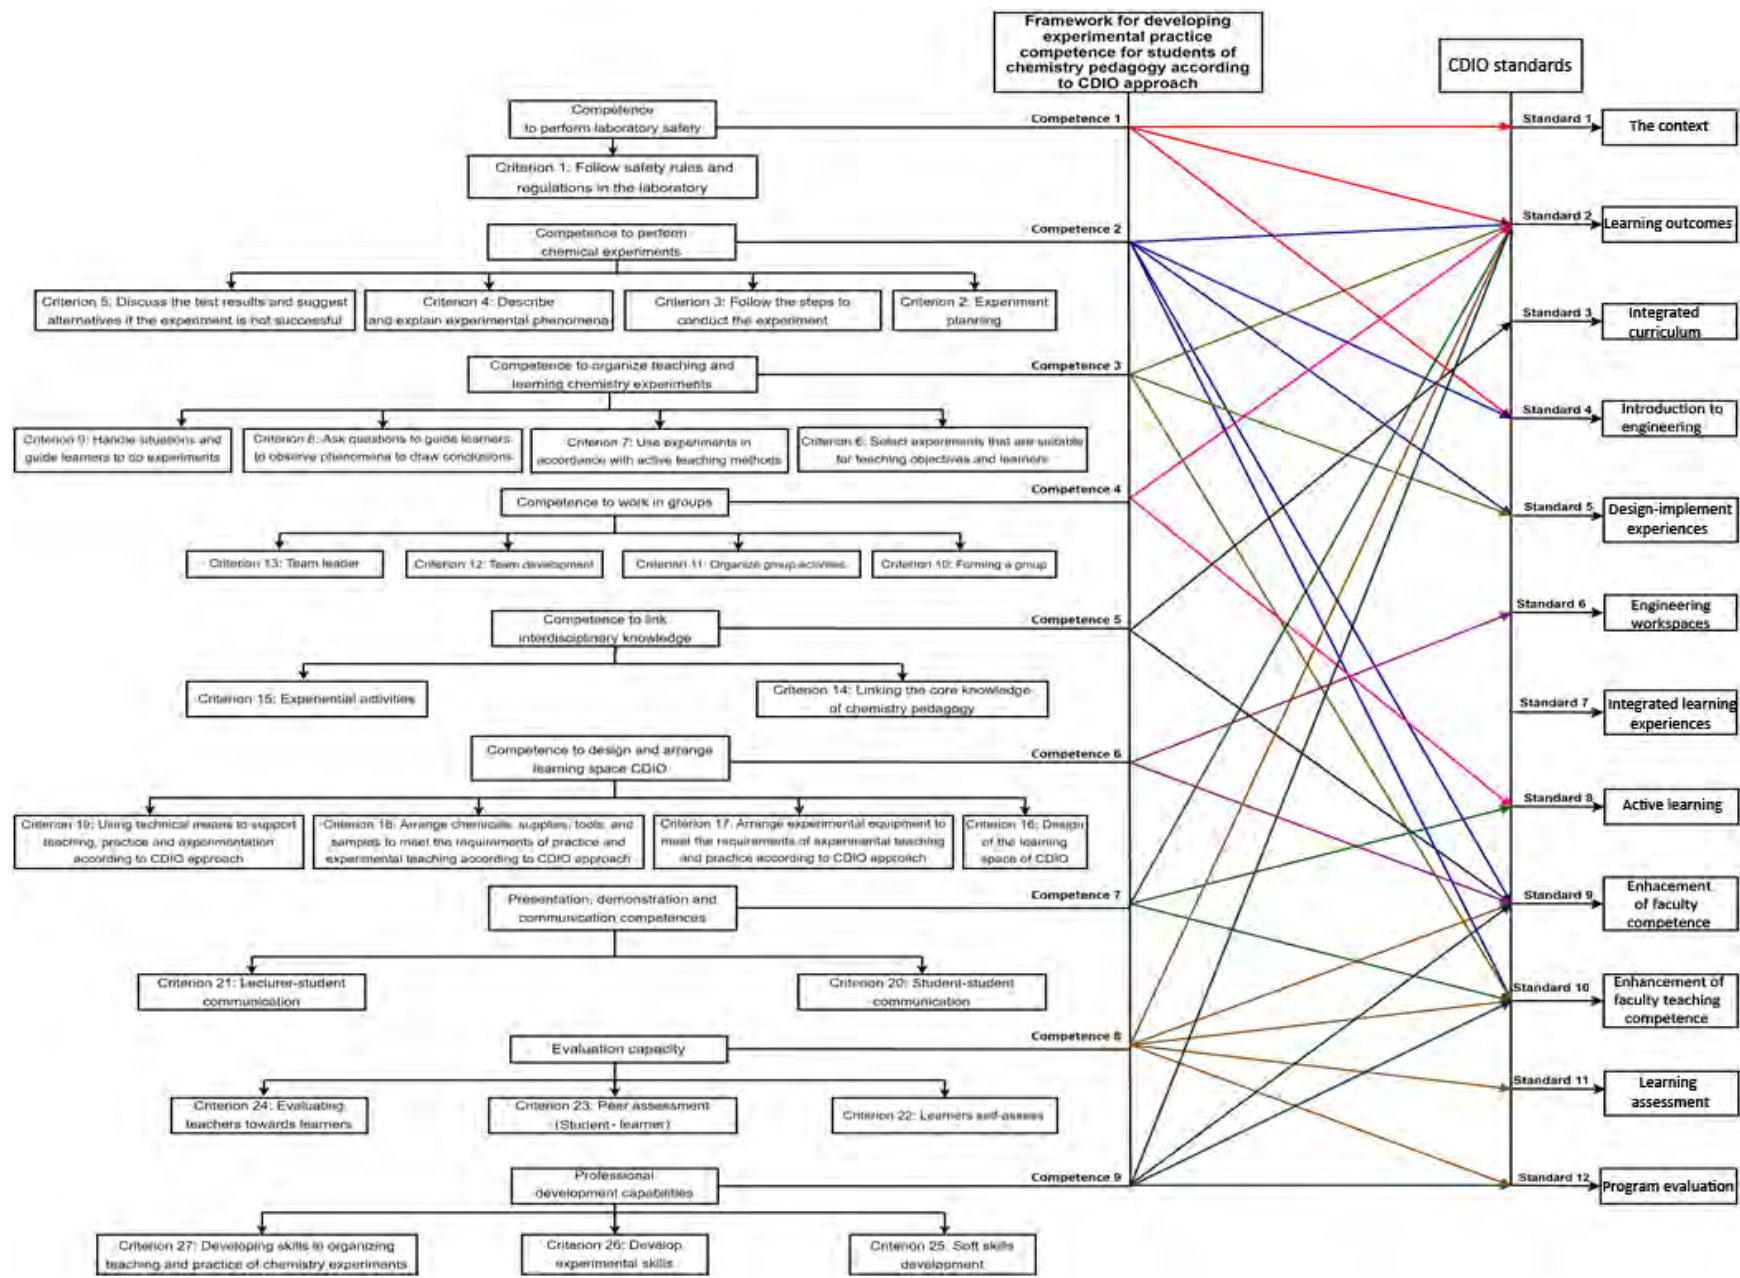 Framework for developing
experimental practice
competence for students of
chemistry pedagogy according
to CDIO approach
CDIO standards
Competence
to perform laboratory safety
Competence 1
Standard 1
The context
Criterion 1: Follow safety rules and
regulations in the laboratory
Competence to perform
chemical experiments
Competence 2
Standard 2
Learning outcomes
Criterion 5: Discuss the test results and suggest
alternatives if the experiment is not successful
Criterion 4: Describe
and explain experimental phenomena
Criterion 3: Follow the steps to
conduct the experiment
Criterion 2: Experiment
planning
Standard 3
Integrated
curriculum
Competence to organize teaching and
learning chemistry experiments
Competence 3
Standard 4
Introduction to
engineering
Criterion 9: Handle situations and
guide learners to do experiments
Criterion 8: Ask questions to guide learners
to observe phenomena to draw conclusions
Criterion 7: Use experiments in
accordance with active teaching methods
Criterion 6: Select experiments that are suitable
for teaching objectives and learners
Competence to work in groups
Competence 4
Standard 5
Design-implement
experiences
Criterion 13: Team leader
Criterion 12: Team development
Criterion 11: Organize group activities
Criterion 10: Forming a group
Competence to link
interdisciplinary knowledge
Competence 5
Standard 6
Engineering
workspaces
Criterion 15: Experiential activities
Criterion 14: Linking the core knowledge
of chemistry pedagogy
Standard 7
Integrated learning
experiences
Competence to design and arrange
learning space CDIO
Competence 6
Standard 8
Active learning
Criterion 19: Using technical means to support
teaching, practice and experimentation
according to CDIO approach
Criterion 18: Arrange chemicals, supplies, tools, and
samples to meet the requirements of practice and
experimental teaching according to CDIO approach
Criterion 17: Arrange experimental equipment to
meet the requirements of experimental teaching
and practice according to CDIO approach
Criterion 16: Design
of the learning
space of CDIO
Presentation, demonstration and
communication competences
Competence 7
Standard 9
Enhacement
of faculty
competence
Criterion 21: Lecturer-student
communication
Criterion 20: Student-student
communication
Standard 10
Enhancement of
faculty teaching
competence
Evaluation capacity
Competence 8
Standard 11
Learning
assessment
Criterion 24: Evaluating
teachers towards learners
Criterion 23: Peer assessment
(Student- learner)
Criterion 22: Learners self-assess
Professional
development capabilities
Competence 9
Standard 12
Program evaluation
Criterion 27: Developing skills in organizing
teaching and practice of chemistry experiments
Criterion 26: Develop
experimental skills
Criterion 25: Soft skills
development